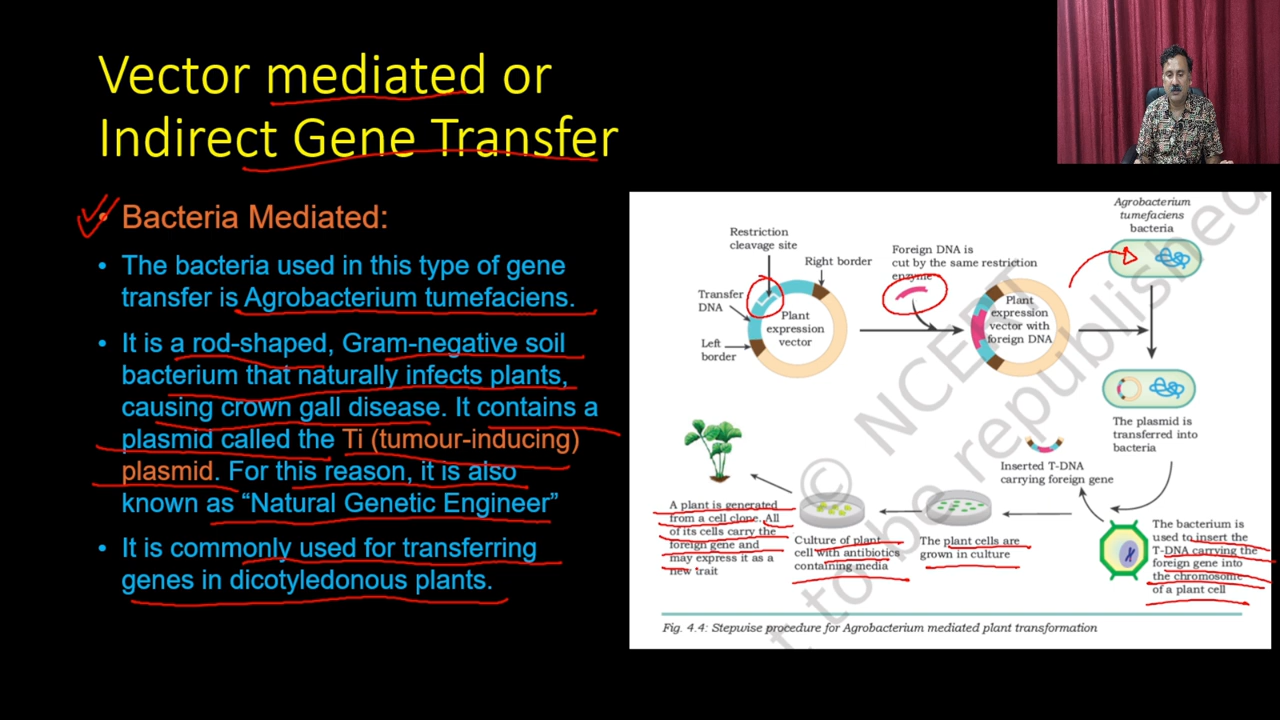 Vector mediated or
Indirect Gene Transfer
• Bacteria Mediated:
• The bacteria used in this type of gene
transfer is Agrobacterium tumefaciens.
• It is a rod-shaped, Gram-negative soil
bacterium that naturally infects plants,
causing crown gall disease. It contains a
plasmid called the Ti (tumour-inducing)
plasmid. For this reason, it is also
known as “Natural Genetic Engineer”
• It is commonly used for transferring
genes in dicotyledonous plants.
Restriction
cleavage site
Right border
Transfer
DNA
Left
border
Plant
expression
vector
Foreign DNA is
cut by the same restriction
enzyme
Plant
expression
vector with
foreign DNA
Agrobacterium
tumefaciens
bacteria
The plasmid is
transferred into
bacteria
Inserted T-DNA
carrying foreign gene
The bacterium is
used to insert the
T-DNA carrying the
foreign gene into
the chromosome
of a plant cell
The plant cells are
grown in culture
Culture of plant
cell with antibiotics
containing media
A plant is generated
from a cell clone. All
of its cells carry the
foreign gene and
may express it as a
new trait
Fig. 4.4: Stepwise procedure for Agrobacterium mediated plant transformation
© NCERT
t to be republished